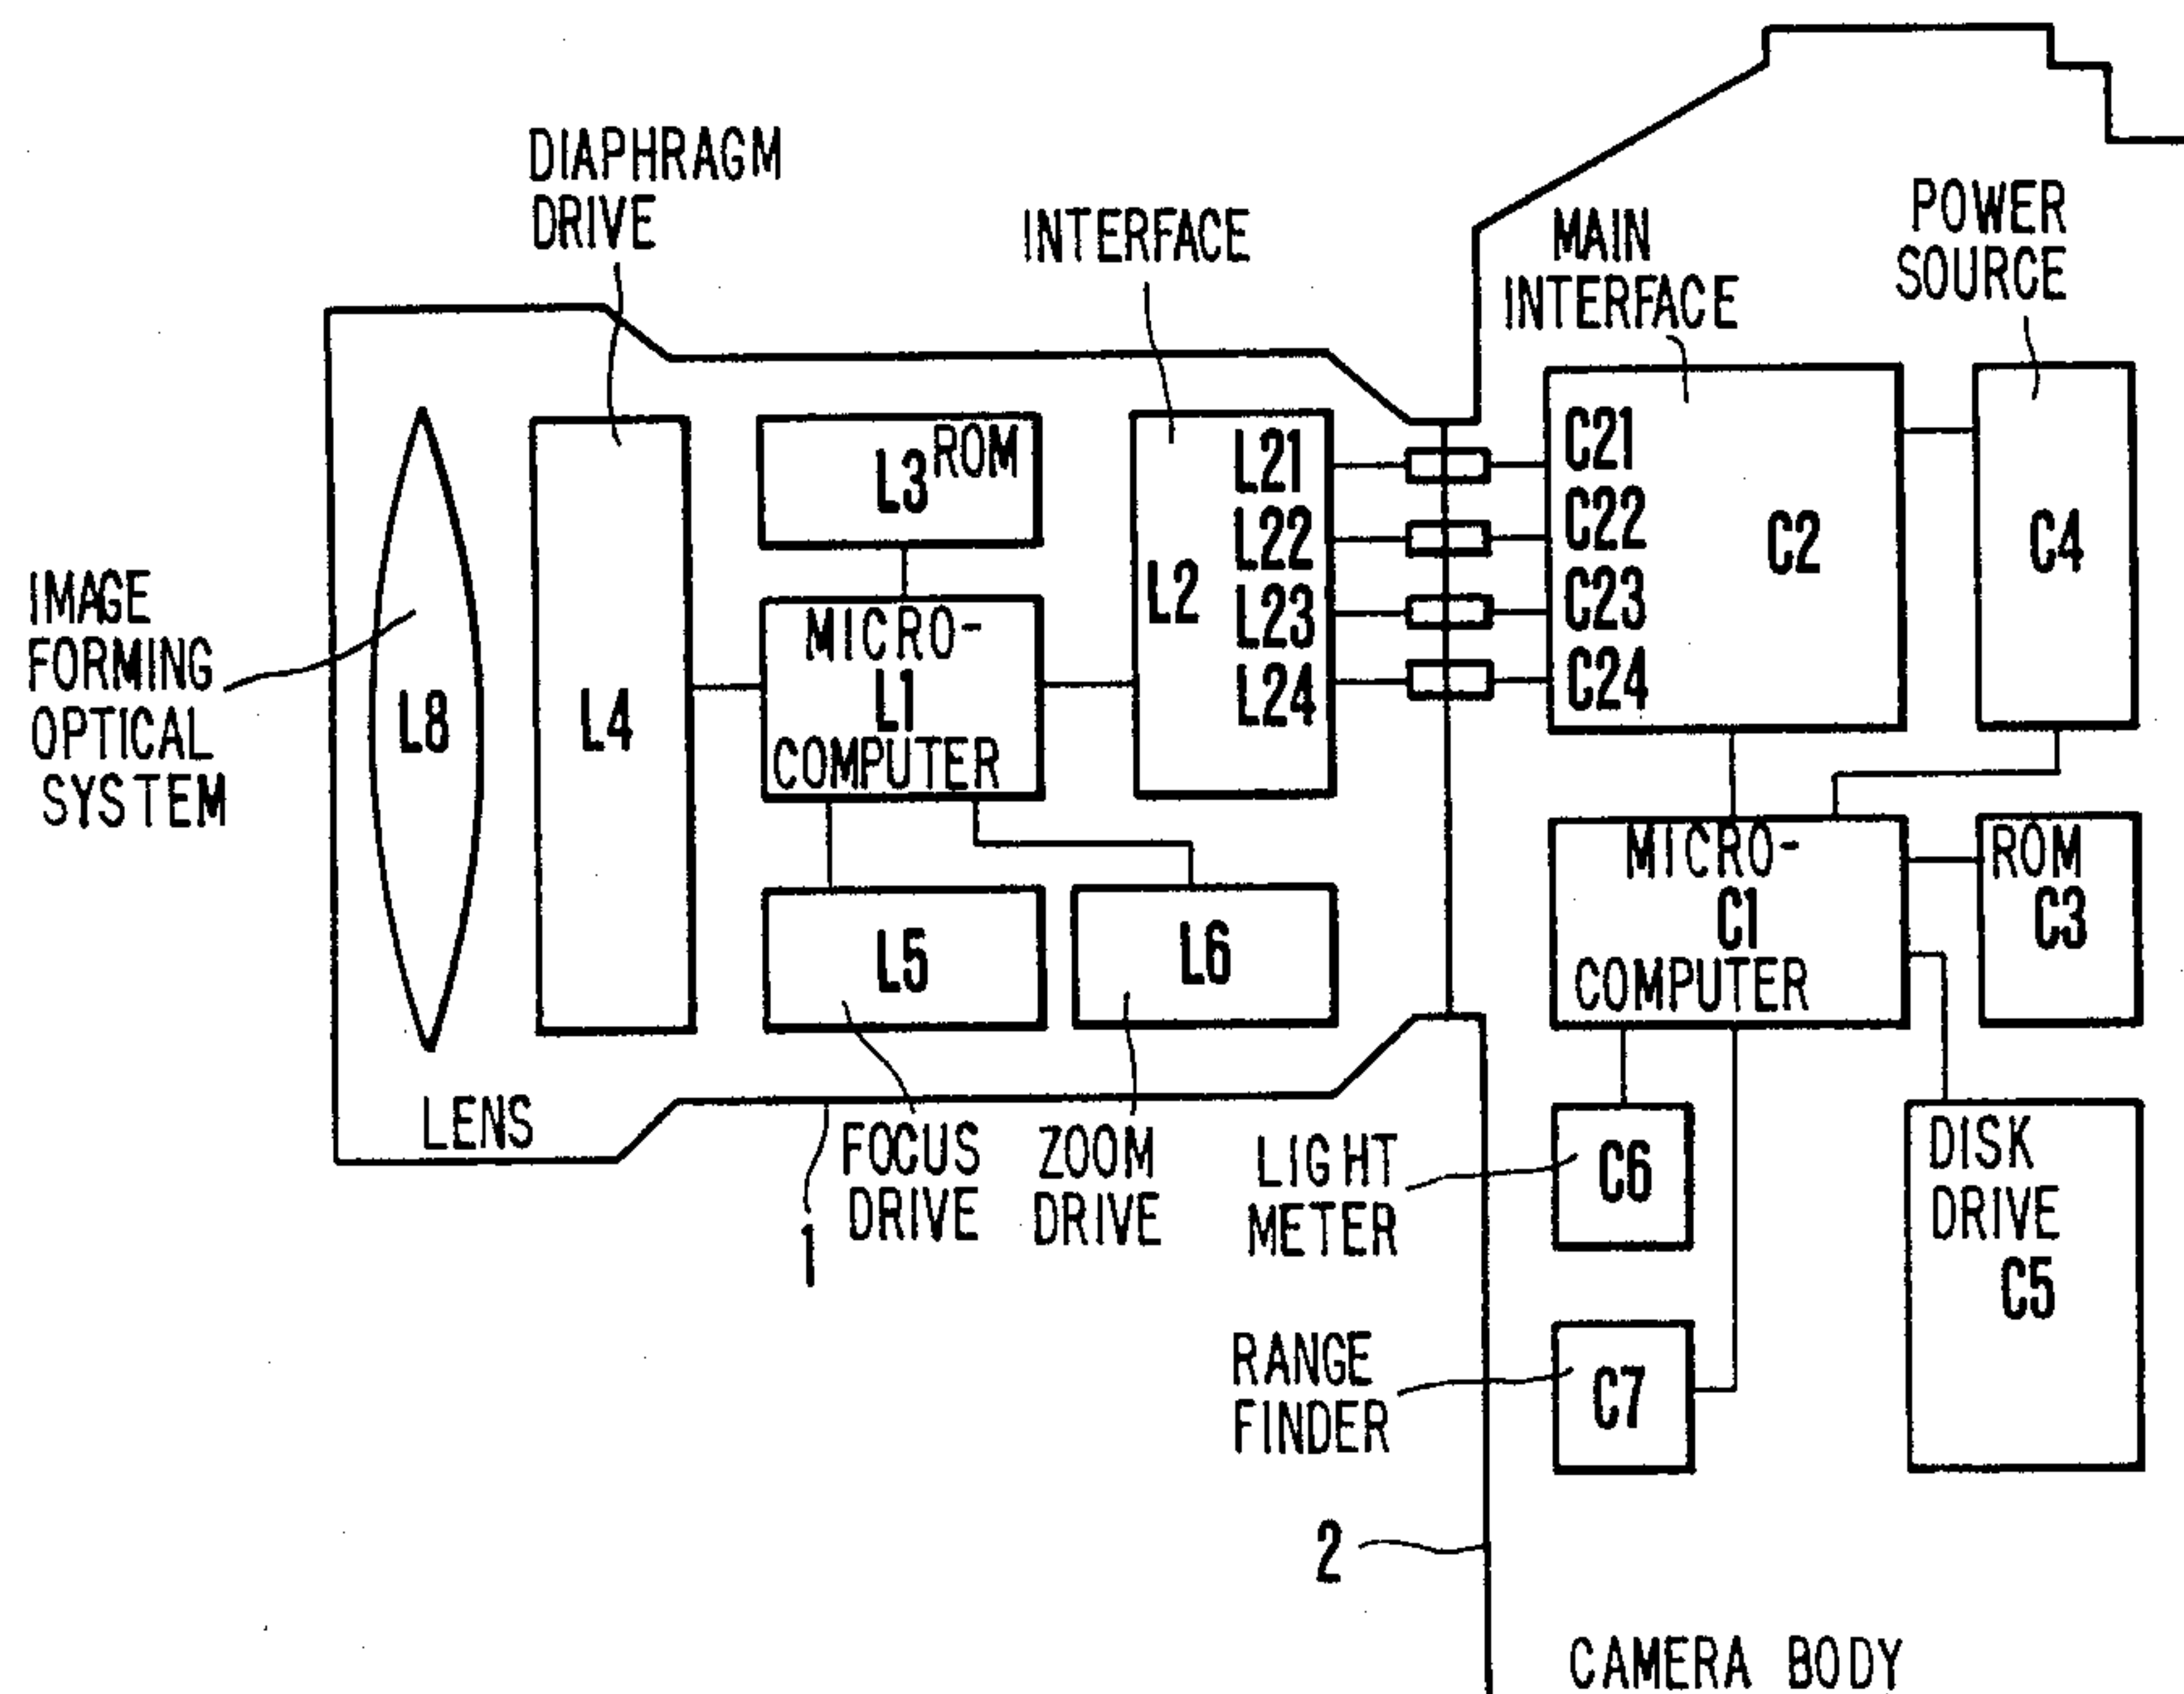 DIAPHRAGM
DRIVE
INTERFACE
MAIN
INTERFACE
POWER
SOURCE
IMAGE
FORMING
OPTICAL
SYSTEM
L8
L4
L3 ROM
MICRO-
L1
COMPUTER
L2
L21
L22
L23
L24
C21
C22
C23
C24
C2
C4
L5
L6
MICRO-
C1
COMPUTER
ROM
C3
LENS
1
FOCUS
DRIVE
ZOOM
DRIVE
LIGHT
METER
C6
DISK
DRIVE
C5
RANGE
FINDER
C7
2
CAMERA BODY